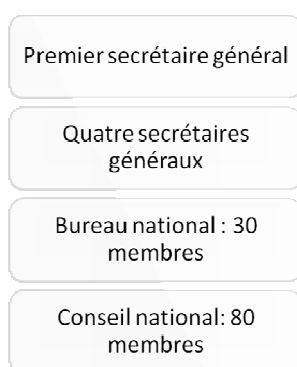 Premier secrétaire général
Quatre secrétaires
généraux
Bureau national : 30
membres
Conseil national: 80
membres